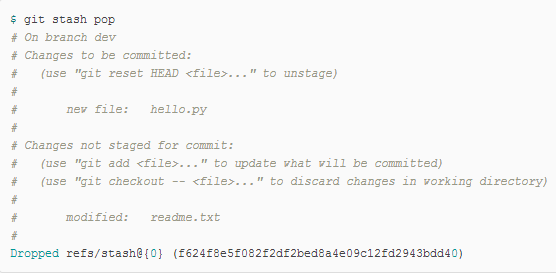 $ git stash pop
# On branch dev
# Changes to be committed:
#   (use "git reset HEAD <file>..." to unstage)
#
#       new file:   hello.py
#
# Changes not staged for commit:
#   (use "git add <file>..." to update what will be committed)
#   (use "git checkout -- <file>..." to discard changes in working directory)
#
#       modified:   readme.txt
#
Dropped refs/stash@{0} (f624f8e5f082f2df2bed8a4e09c12fd2943bdd40)